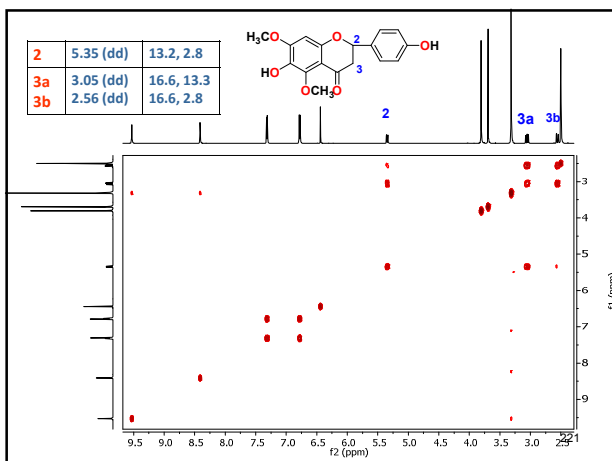 2 5.35 (dd) 13.2, 2.8
3a 3.05 (dd) 16.6, 13.3
3b 2.56 (dd) 16.6, 2.8
H₃CO
O
2
OH
3
HO
OCH₃
O
2
3a
3b
3
4
5
6
7
8
9
f1 (ppm)
9.5 9.0 8.5 8.0 7.5 7.0 6.5 6.0 5.5 5.0 4.5 4.0 3.5 3.0 2.5
f2 (ppm)
221